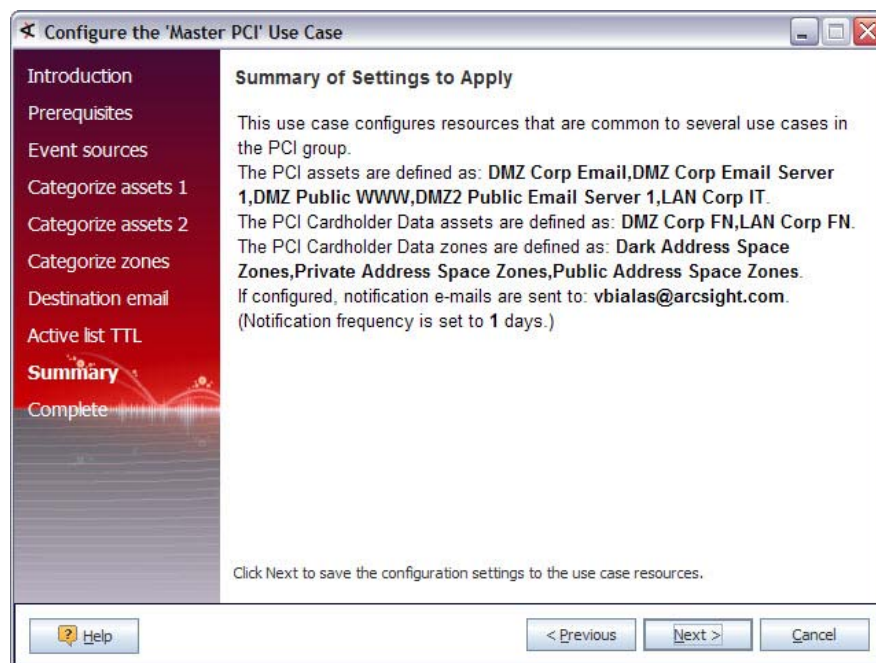 Configure the 'Master PCI' Use Case
Introduction
Prerequisites
Event sources
Categorize assets 1
Categorize assets 2
Categorize zones
Destination email
Active list TTL
Summary
Complete
Summary of Settings to Apply
This use case configures resources that are common to several use cases in
the PCI group.
The PCI assets are defined as: DMZ Corp Email,DMZ Corp Email Server
1,DMZ Public WWW,DMZ2 Public Email Server 1,LAN Corp IT.
The PCI Cardholder Data assets are defined as: DMZ Corp FN,LAN Corp FN.
The PCI Cardholder Data zones are defined as: Dark Address Space
Zones,Private Address Space Zones,Public Address Space Zones.
If configured, notification e-mails are sent to: vbialas@arcsight.com.
(Notification frequency is set to 1 days.)
Click Next to save the configuration settings to the use case resources.
Help
< Previous
Next >
Cancel